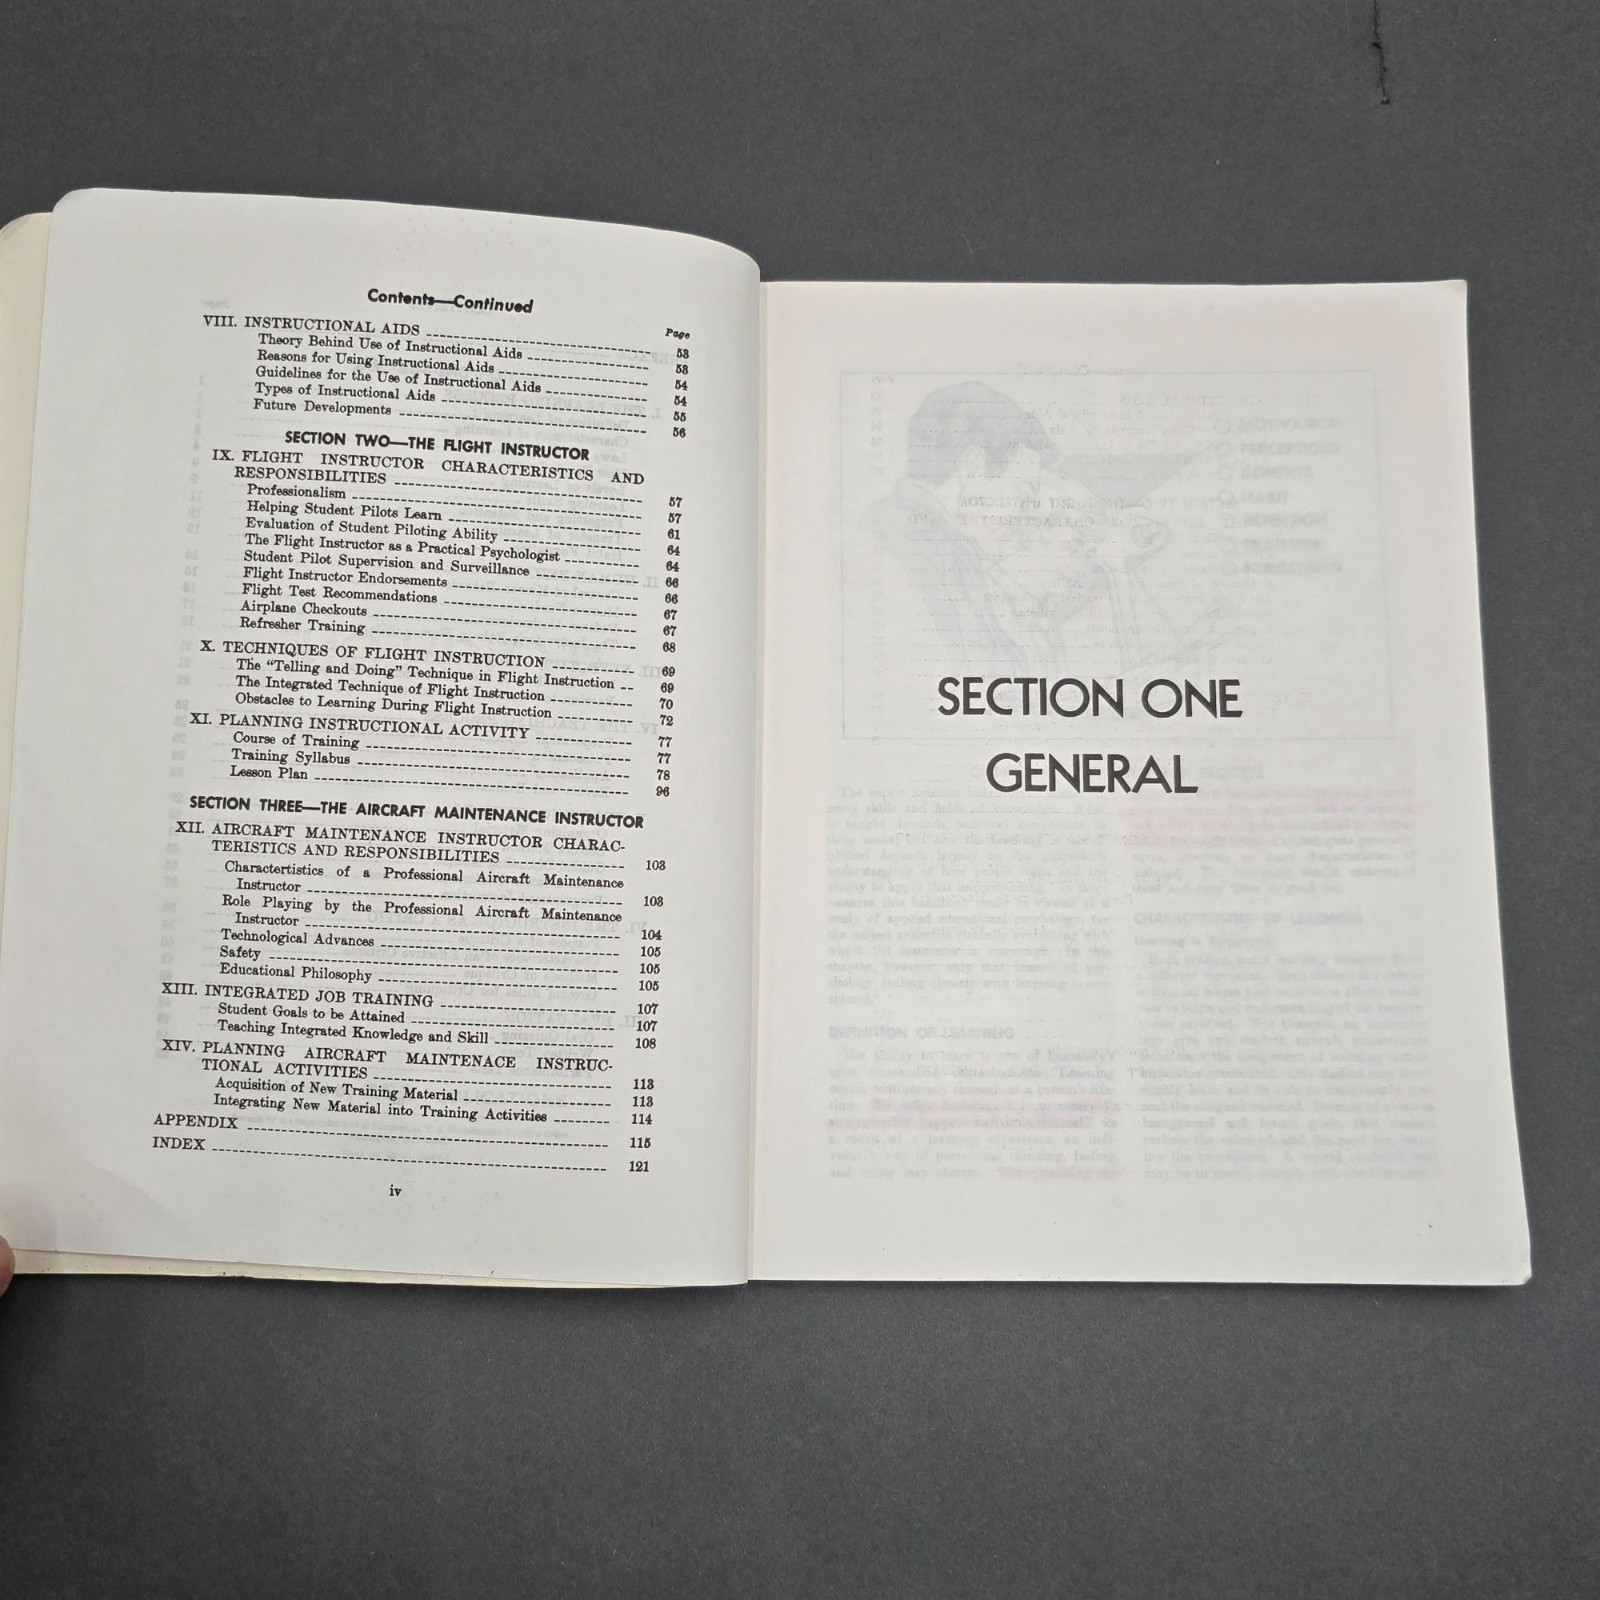 Contents—Continued
Page
VIII. INSTRUCTIONAL AIDS 53
Theory Behind Use of Instructional Aids 53
Reasons for Using Instructional Aids 54
Guidelines for the Use of Instructional Aids 54
Types of Instructional Aids 55
Future Developments 56
SECTION TWO—THE FLIGHT INSTRUCTOR
IX. FLIGHT INSTRUCTOR CHARACTERISTICS AND
RESPONSIBILITIES 57
Professionalism 57
Helping Student Pilots Learn 61
Evaluation of Student Piloting Ability 64
The Flight Instructor as a Practical Psychologist 64
Student Pilot Supervision and Surveillance 66
Flight Instructor Endorsements 66
Flight Test Recommendations 67
Airplane Checkouts 67
Refresher Training 68
X. TECHNIQUES OF FLIGHT INSTRUCTION 69
The "Telling and Doing" Technique in Flight Instruction 69
The Integrated Technique of Flight Instruction 70
Obstacles to Learning During Flight Instruction 72
XI. PLANNING INSTRUCTIONAL ACTIVITY 77
Course of Training 77
Training Syllabus 78
Lesson Plan 96
SECTION THREE—THE AIRCRAFT MAINTENANCE INSTRUCTOR
XII. AIRCRAFT MAINTENANCE INSTRUCTOR CHARAC-
TERISTICS AND RESPONSIBILITIES 103
Charactertistics of a Professional Aircraft Maintenance
Instructor 103
Role Playing by the Professional Aircraft Maintenance
Instructor 104
Technological Advances 105
Safety 105
Educational Philosophy 105
XIII. INTEGRATED JOB TRAINING 107
Student Goals to be Attained 107
Teaching Integrated Knowledge and Skill 108
XIV. PLANNING AIRCRAFT MAINTENACE INSTRUC-
TIONAL ACTIVITIES 113
Acquisition of New Training Material 113
Integrating New Material into Training Activities 114
APPENDIX 115
INDEX 121
iv
SECTION ONE
GENERAL
DEFINITION OF LEARNING
CHARACTERISTICS OF LEARNING